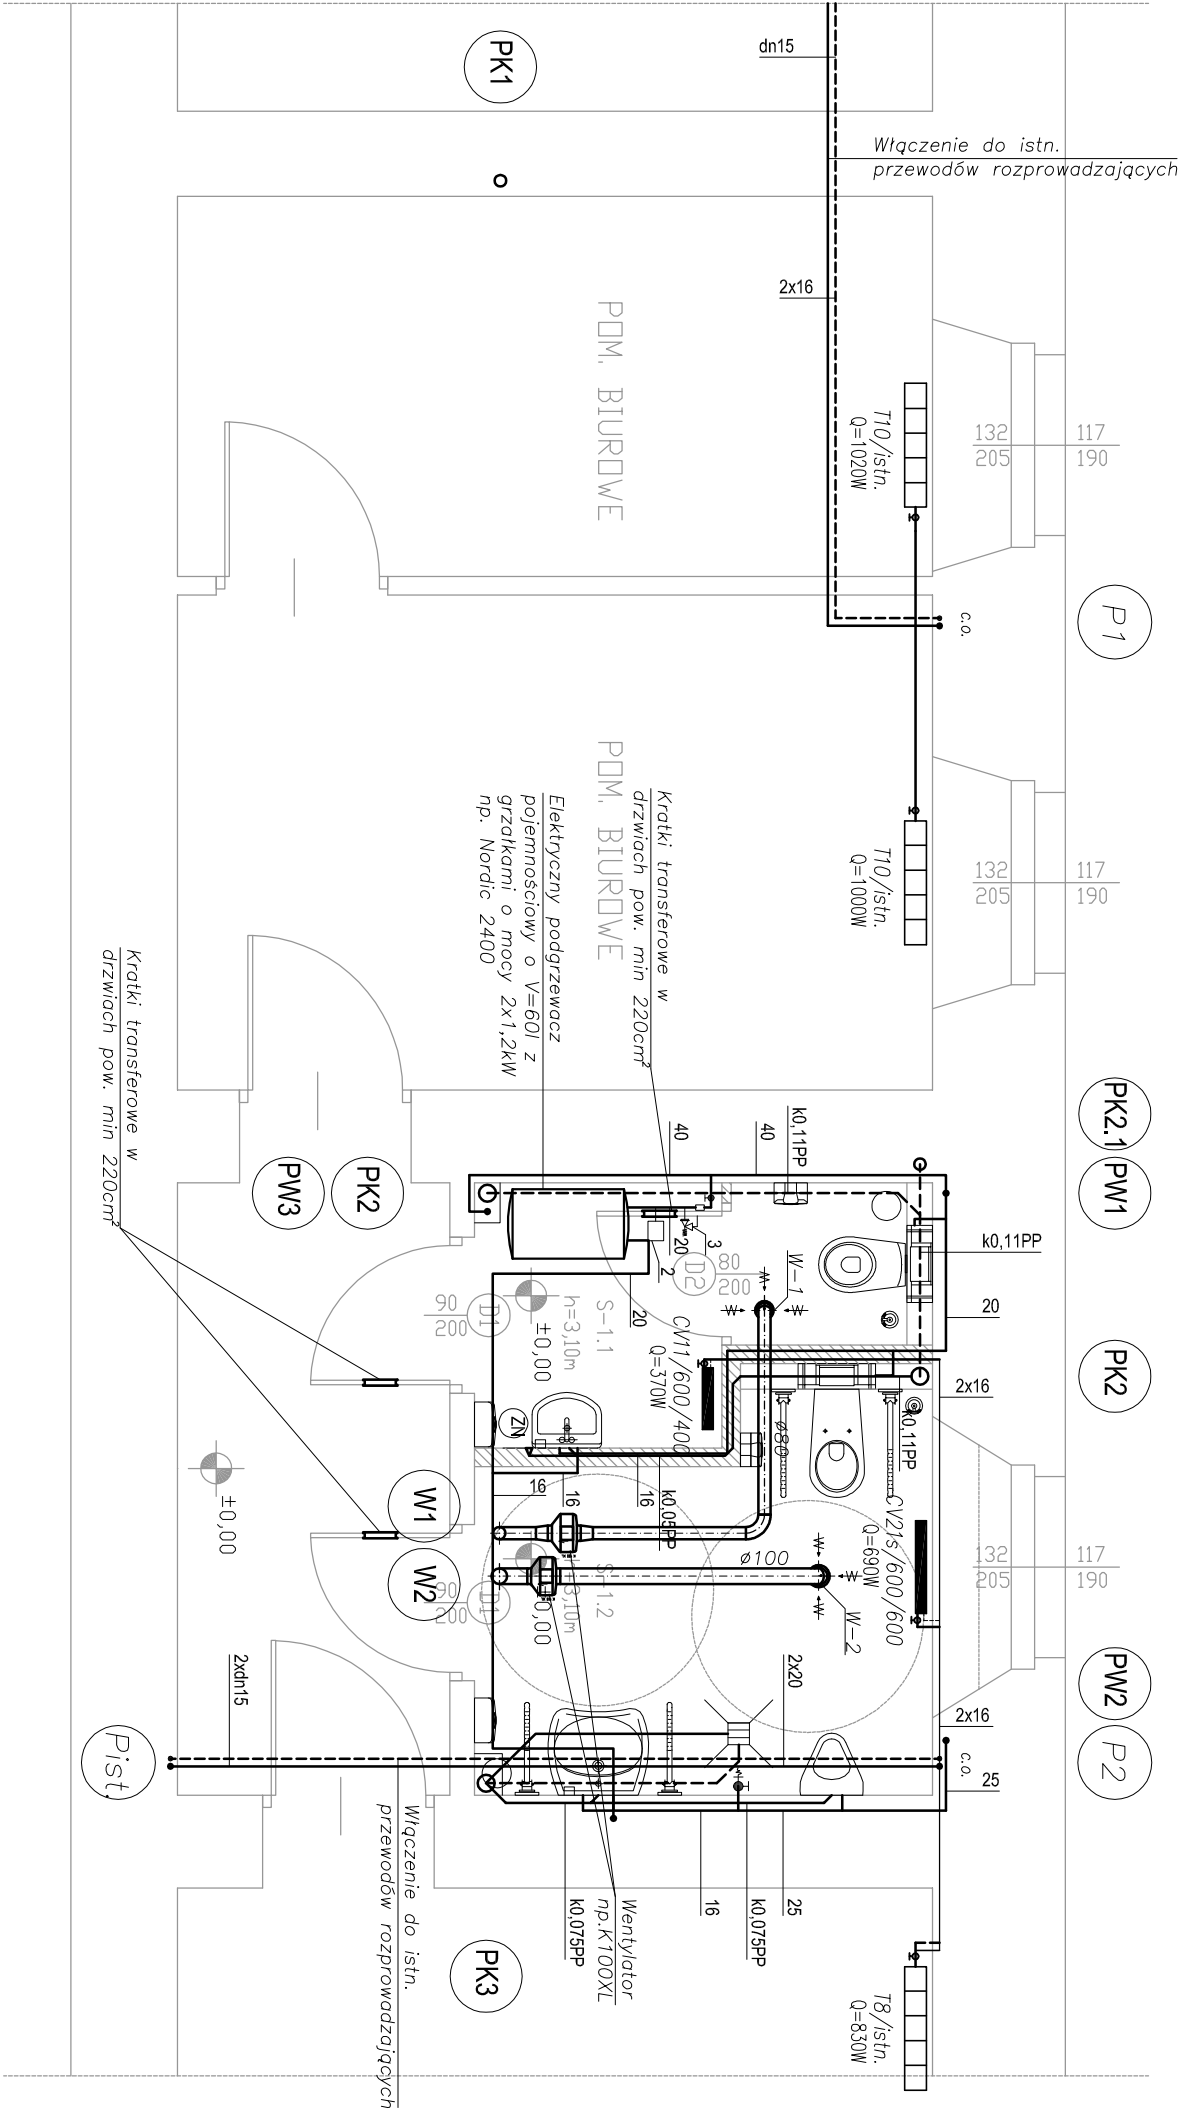 PK1
dn15
Włączenie do istn.
przewodów rozprowadzających
2x16
POM. BIUROWE
T10/istn.
Q=1020W
132
205
117
190
P1
c.o.
POM. BIUROWE
T10/istn.
Q=1000W
132
205
117
190
Kratki transferowe w
drzwiach pow. min 220cm²
Elektryczny podgrzewacz
pojemnościowy o V=60l z
grzałkami o mocy 2x1,2kW
np. Nordic 2400
Kratki transferowe w
drzwiach pow. min 220cm²
PK2.1
PW1
PW3
PK2
40
40
k0,11PP
k0,11PP
20
3
20
2
20
D2
80
200
W-1
W
W
W
90
200
D1
S-1.1
h=3,10m
±0,00
CV11/600/400
Q=370W
PK2
2x16
k0,11PP
ø80
ZN
±0,00
W1
W2
16
16
16
k0,05PP
ø100
CV21s/600/600
Q=690W
W
W
W
W-2
132
205
117
190
S-1.2
3,10m
0,00
90
200
D1
PW2
P2
2xdn15
2x20
2x16
c.o.
25
Pist.
Włączenie do istn.
przewodów rozprowadzających
k0,075PP
Wentylator
np.K100XL
16
k0,075PP
25
PK3
T8/istn.
Q=830W